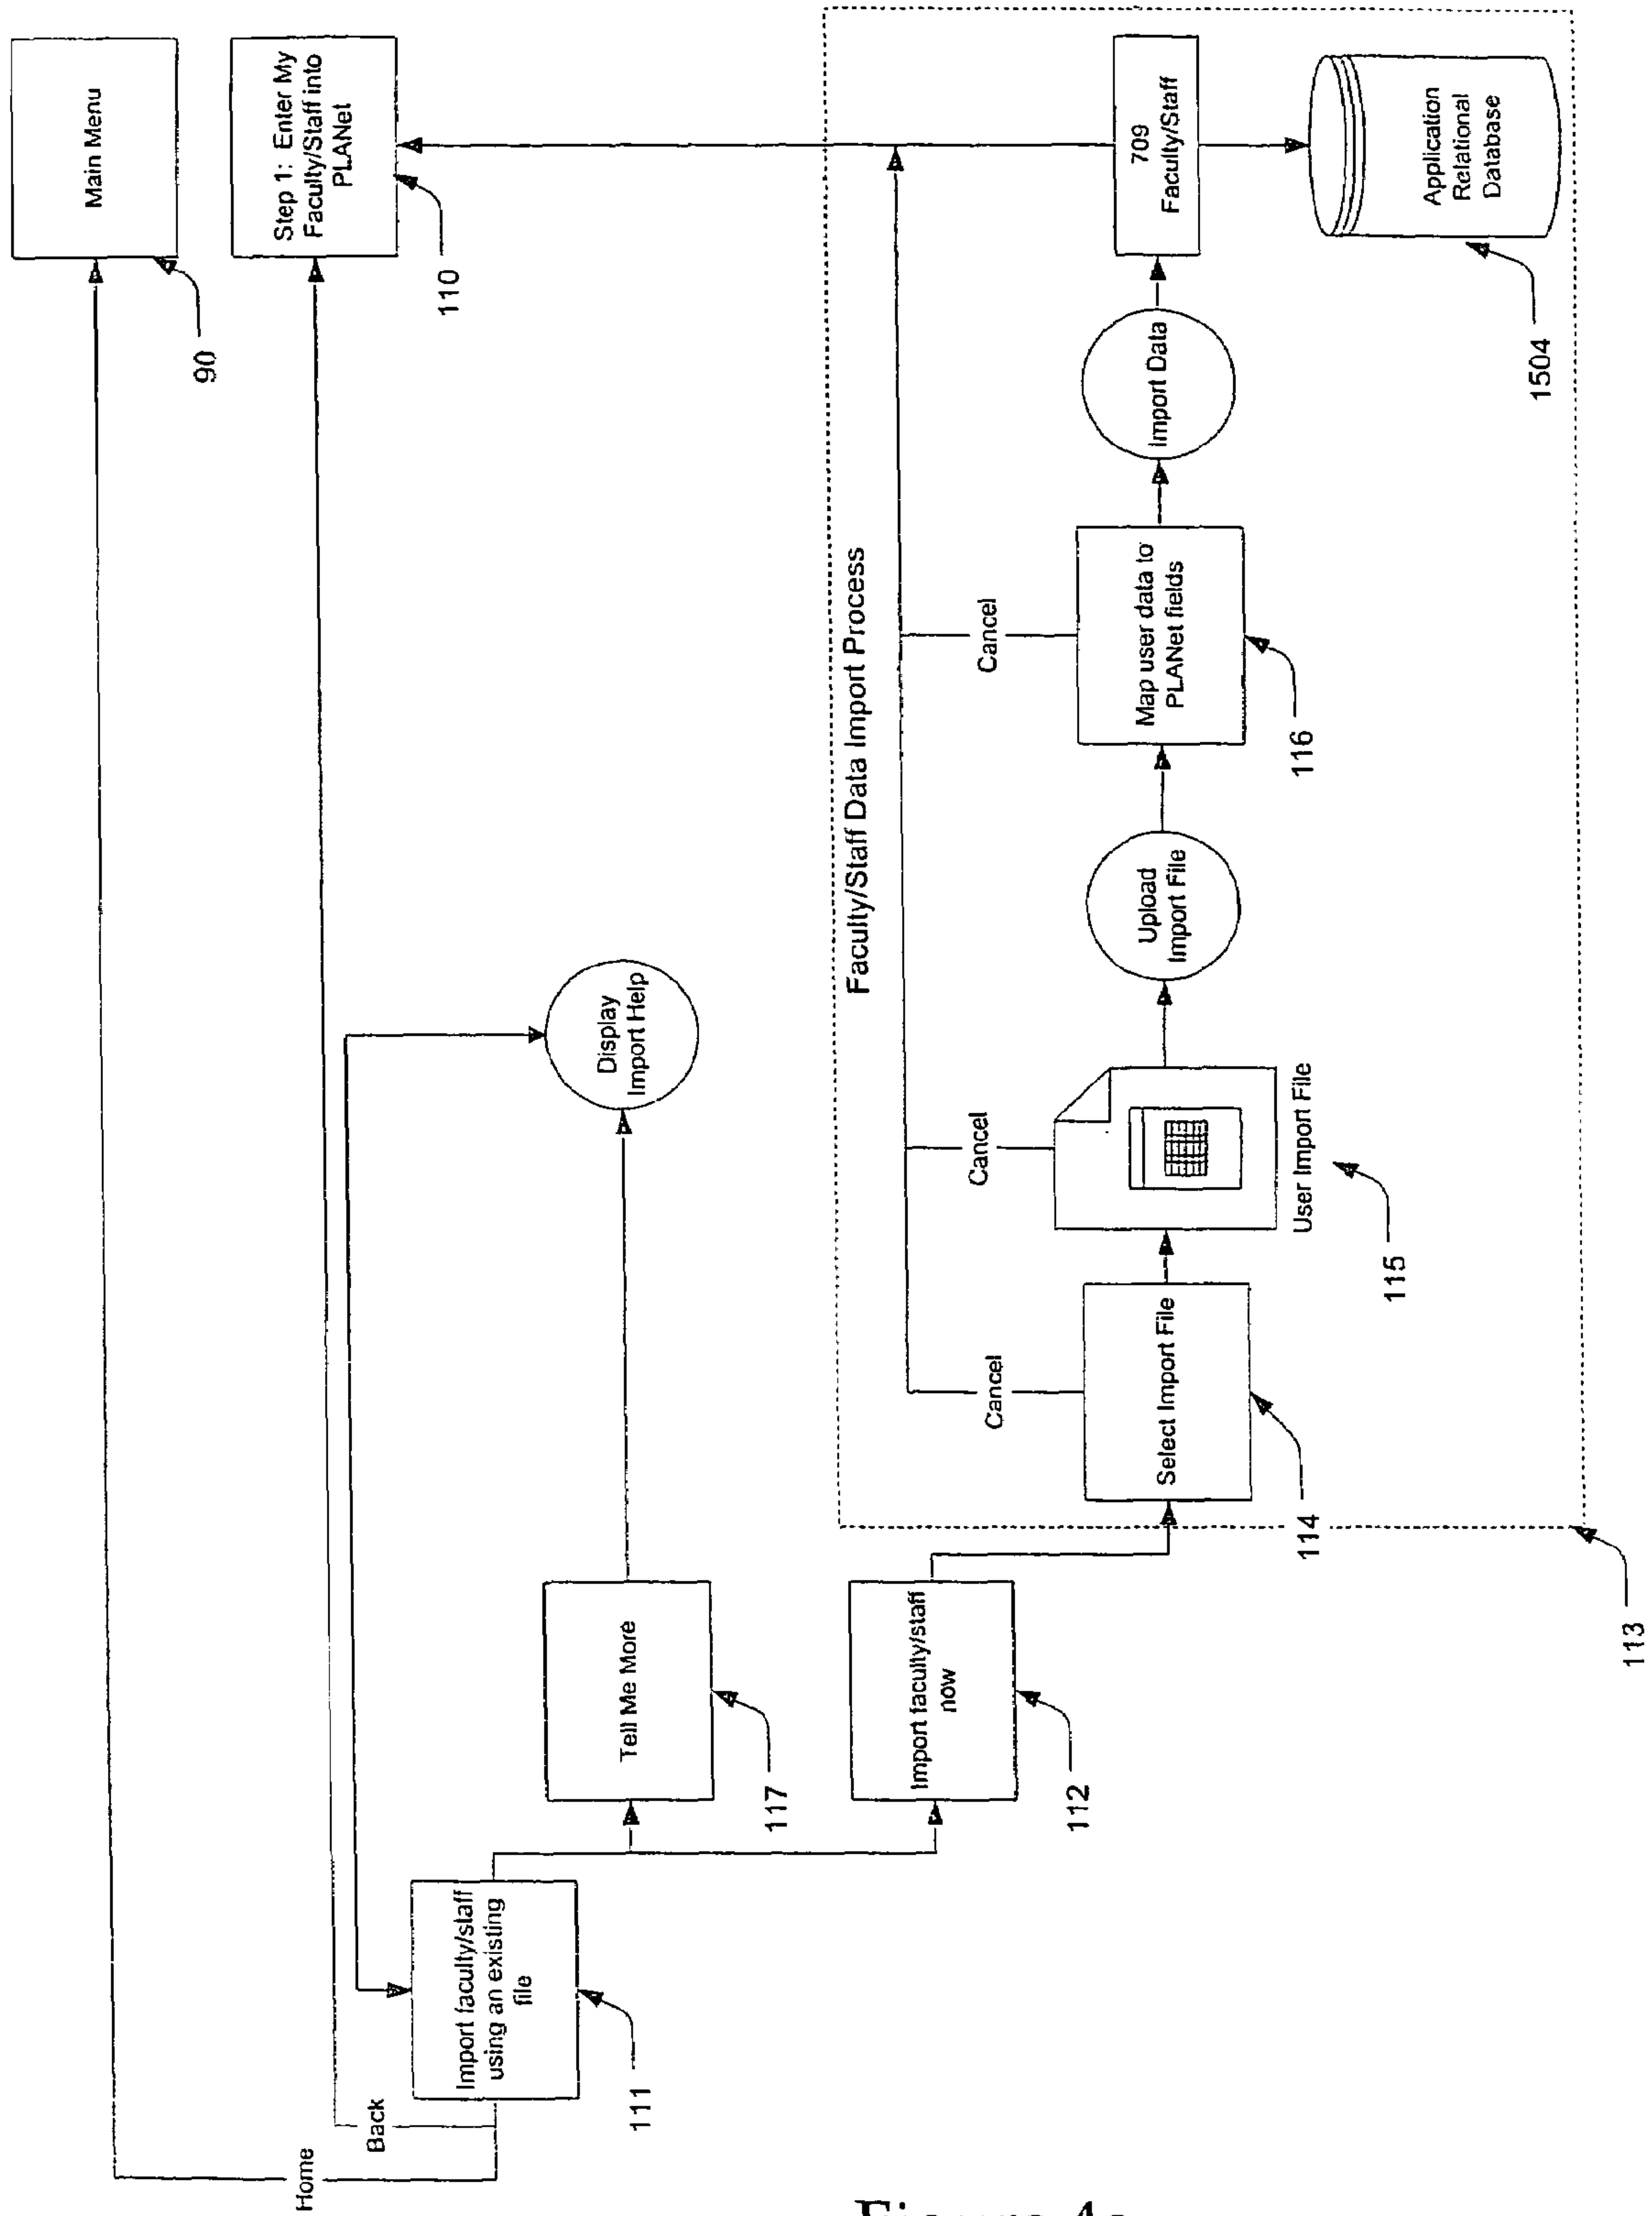 Home
Back
Main Menu
90
Step 1: Enter My
Faculty/Staff into
PLANet
110
Import faculty/staff
using an existing
file
111
Tell Me More
117
Display
Import Help
Import faculty/staff
now
112
Faculty/Staff Data Import Process
Cancel
Cancel
Cancel
Select Import File
114
User Import File
115
Upload
Import File
Map user data to
PLANet fields
116
Import Data
709
Faculty/Staff
Application
Relational
Database
1504
113